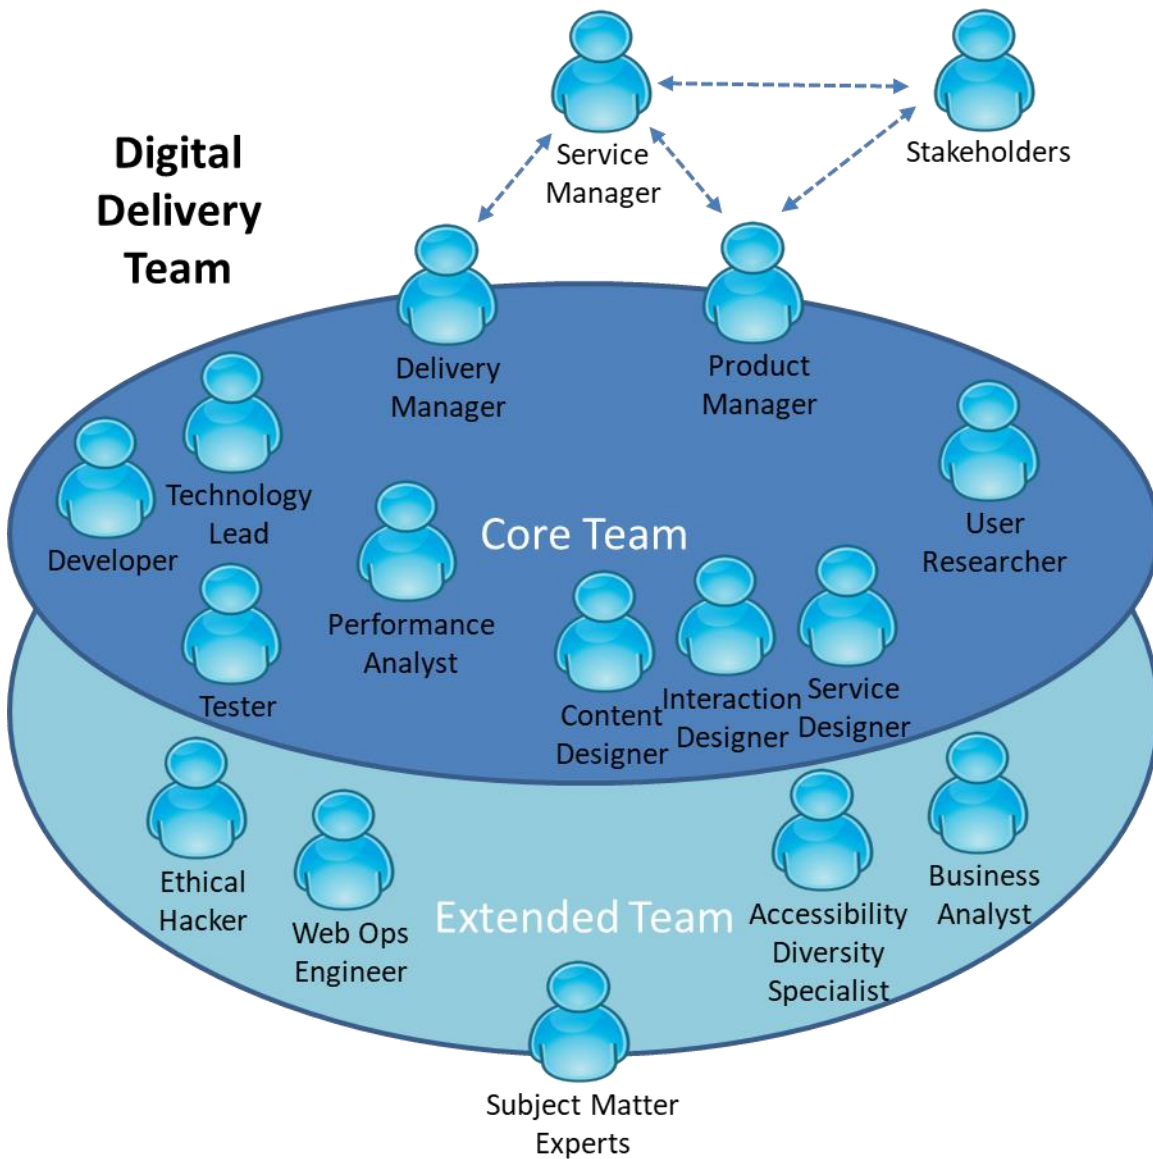 Digital
Delivery
Team
Service
Manager
Stakeholders
Delivery
Manager
Product
Manager
Technology
Lead
Developer
User
Researcher
Core Team
Performance
Analyst
Tester
Content
Designer
Interaction
Designer
Service
Designer
Ethical
Hacker
Web Ops
Engineer
Extended Team
Accessibility
Diversity
Specialist
Business
Analyst
Subject Matter
Experts